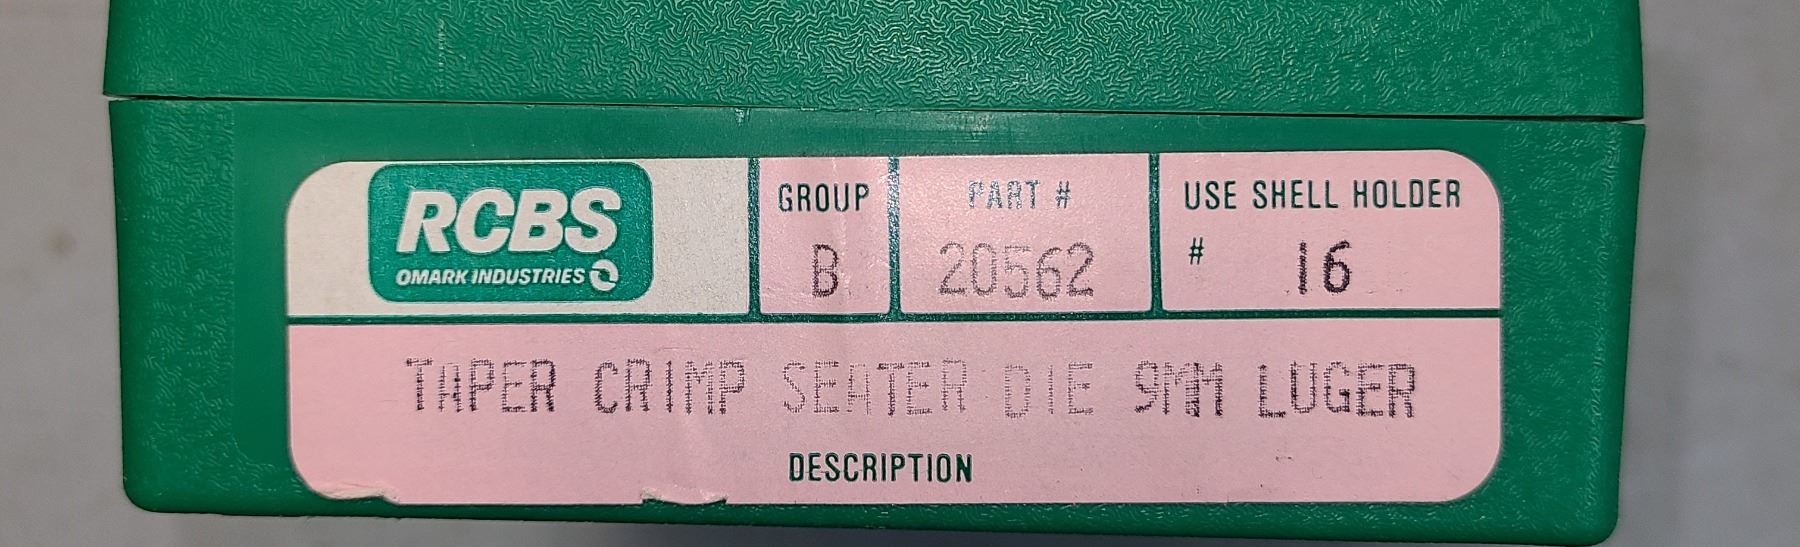 RCBS
OMARK INDUSTRIES
GROUP
B
PART #
20562
USE SHELL HOLDER
# 16
TAPER CRIMP SEATER DIE 9MM LUGER
DESCRIPTION